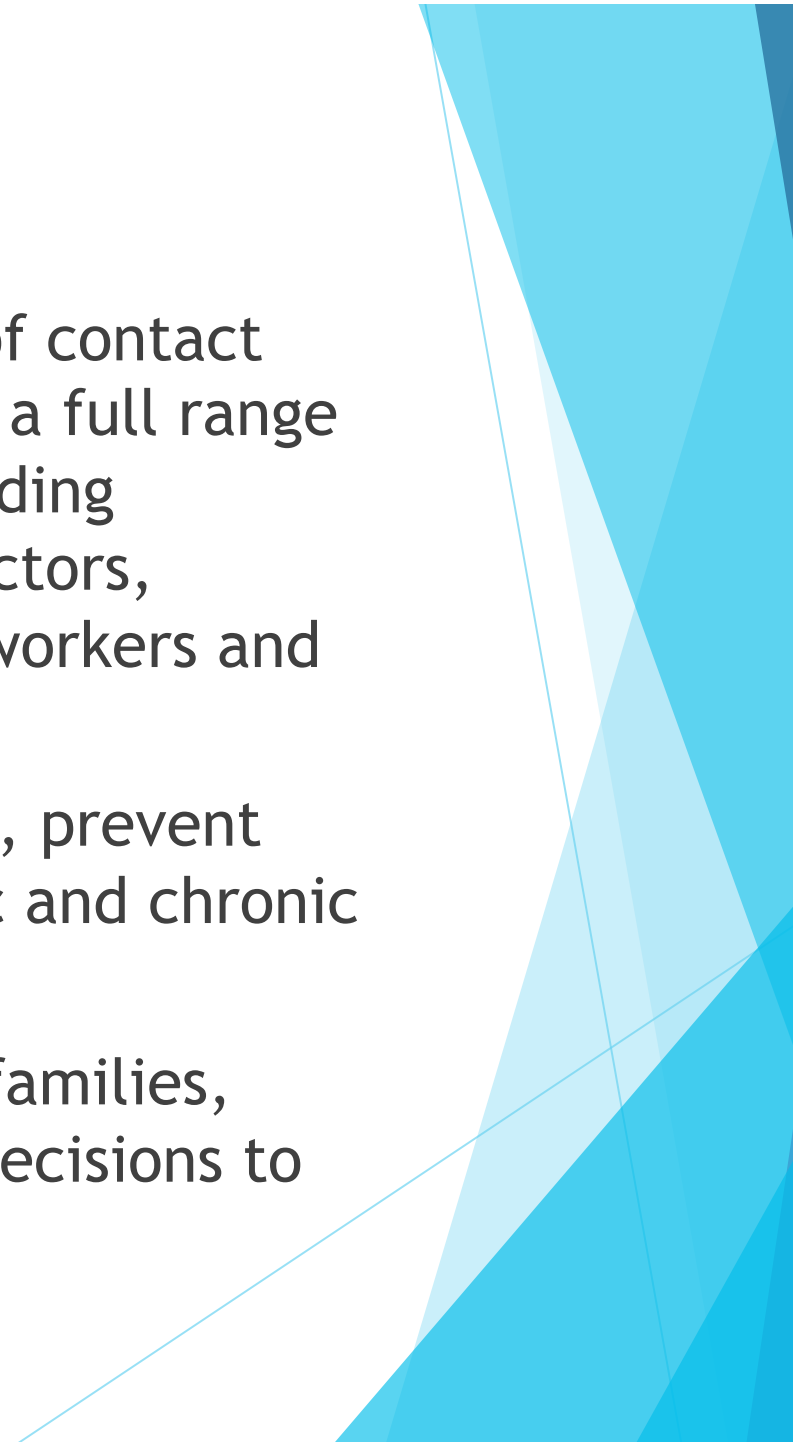 of contact
a full range
ding
ctors,
workers and
, prevent
c and chronic
families,
ecisions to